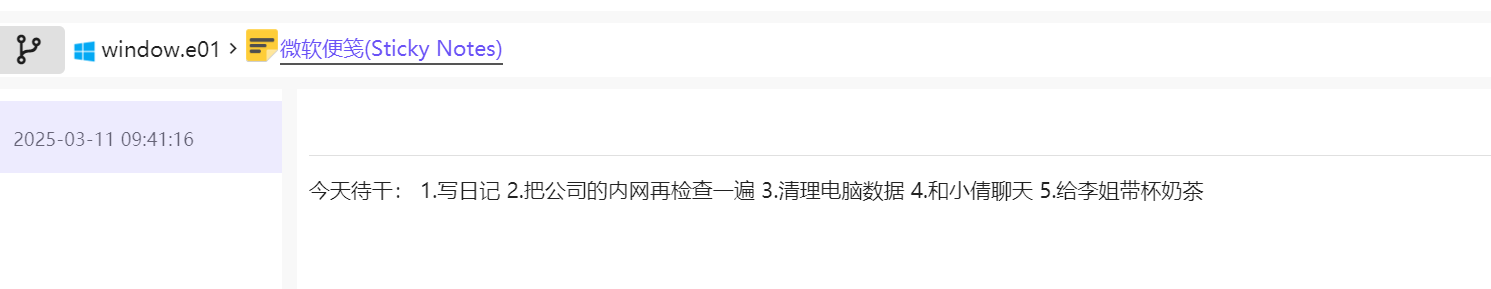 window.e01 > 微软便笺(Sticky Notes)
2025-03-11 09:41:16
今天待干： 1.写日记 2.把公司的内网再检查一遍 3.清理电脑数据 4.和小倩聊天 5.给李姐带杯奶茶